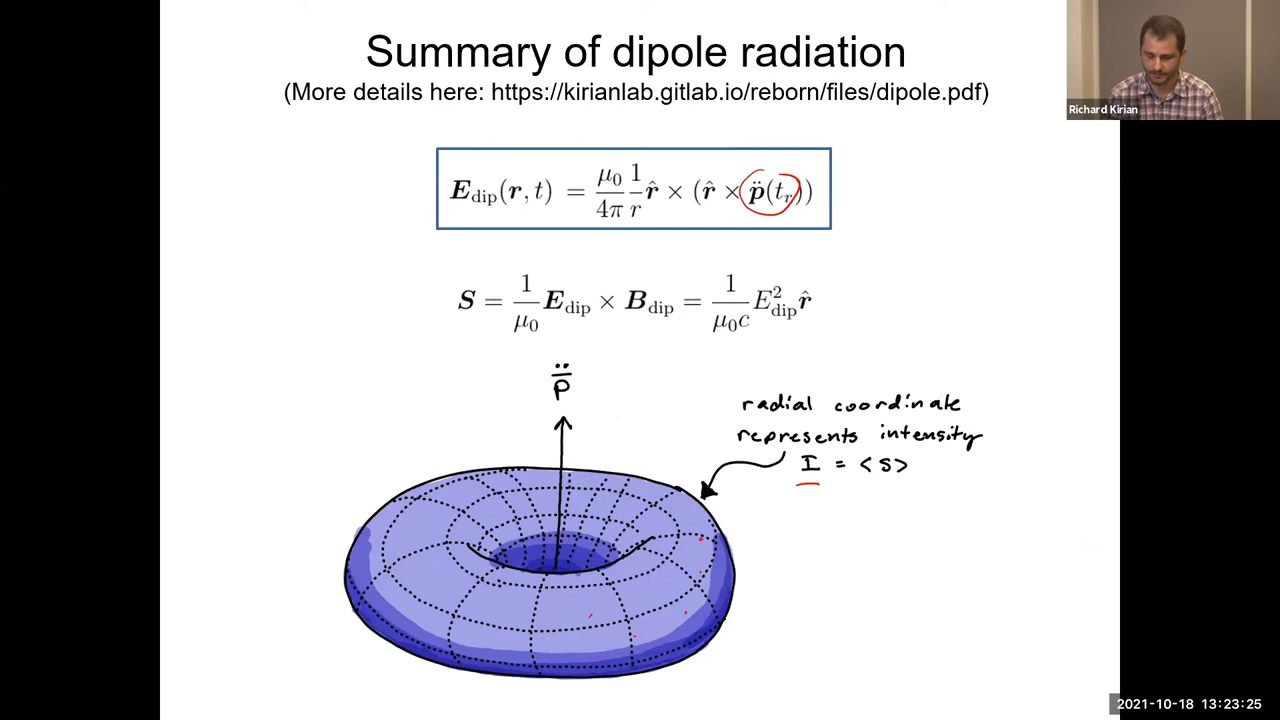 Summary of dipole radiation
(More details here: https://kirianlab.gitlab.io/reborn/files/dipole.pdf)
Richard Kirian
E_dip(r, t) = μ₀/4π 1/r r̂ × (r̂ × p̈(t_r))
S = 1/μ₀ E_dip × B_dip = 1/μ₀c E²_dip r̂
p̈
radial coordinate
represents intensity
I = <S>
2021-10-18 13:23:25